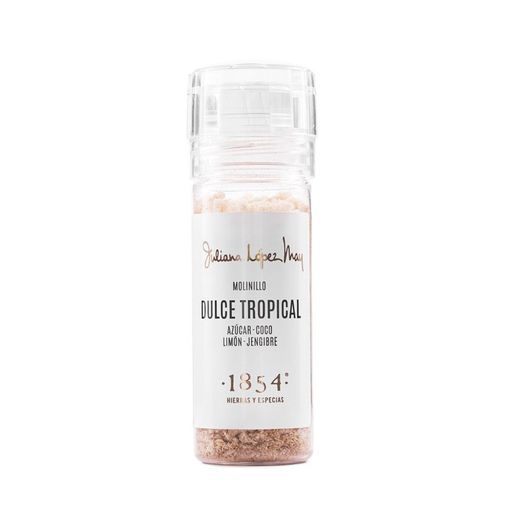 Juliana López May
MOLINILLO
DULCE TROPICAL
AZÚCAR·COCO
LIMÓN·JENGIBRE
·1854·®
HIERBAS Y ESPECIAS